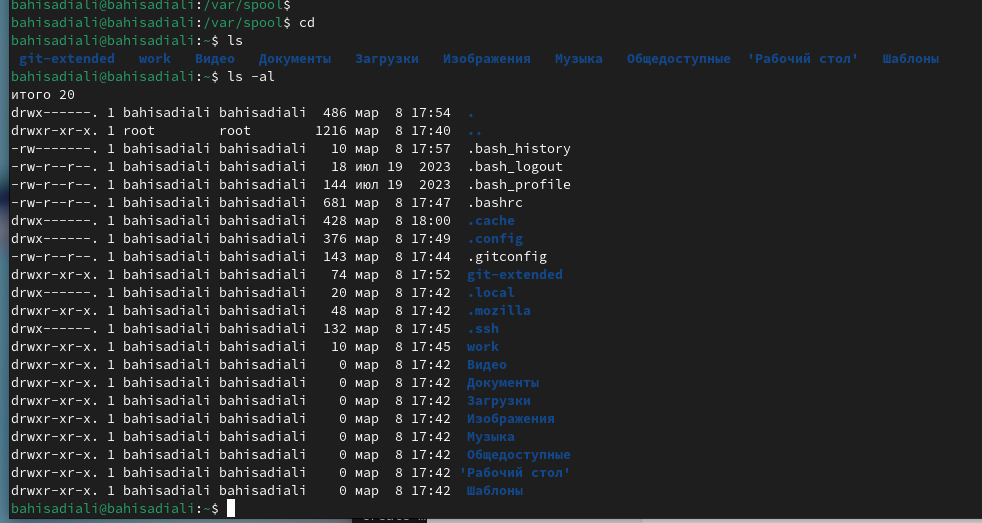 bahisadiali@bahisadiali:/var/spool$
bahisadiali@bahisadiali:/var/spool$ cd
bahisadiali@bahisadiali:~$ ls
git-extended work Видео Документы Загрузки Изображения Музыка Общедоступные 'Рабочий стол' Шаблоны
bahisadiali@bahisadiali:~$ ls -al
итого 20
drwx------. 1 bahisadiali bahisadiali 486 мар 8 17:54 .
drwxr-xr-x. 1 root root 1216 мар 8 17:40 ..
-rw-------. 1 bahisadiali bahisadiali 10 мар 8 17:57 .bash_history
-rw-r--r--. 1 bahisadiali bahisadiali 18 июл 19 2023 .bash_logout
-rw-r--r--. 1 bahisadiali bahisadiali 144 июл 19 2023 .bash_profile
-rw-r--r--. 1 bahisadiali bahisadiali 681 мар 8 17:47 .bashrc
drwx------. 1 bahisadiali bahisadiali 428 мар 8 18:00 .cache
drwx------. 1 bahisadiali bahisadiali 376 мар 8 17:49 .config
-rw-r--r--. 1 bahisadiali bahisadiali 143 мар 8 17:44 .gitconfig
drwxr-xr-x. 1 bahisadiali bahisadiali 74 мар 8 17:52 git-extended
drwx------. 1 bahisadiali bahisadiali 20 мар 8 17:42 .local
drwxr-xr-x. 1 bahisadiali bahisadiali 48 мар 8 17:42 .mozilla
drwx------. 1 bahisadiali bahisadiali 132 мар 8 17:45 .ssh
drwxr-xr-x. 1 bahisadiali bahisadiali 10 мар 8 17:45 work
drwxr-xr-x. 1 bahisadiali bahisadiali 0 мар 8 17:42 Видео
drwxr-xr-x. 1 bahisadiali bahisadiali 0 мар 8 17:42 Документы
drwxr-xr-x. 1 bahisadiali bahisadiali 0 мар 8 17:42 Загрузки
drwxr-xr-x. 1 bahisadiali bahisadiali 0 мар 8 17:42 Изображения
drwxr-xr-x. 1 bahisadiali bahisadiali 0 мар 8 17:42 Музыка
drwxr-xr-x. 1 bahisadiali bahisadiali 0 мар 8 17:42 Общедоступные
drwxr-xr-x. 1 bahisadiali bahisadiali 0 мар 8 17:42 'Рабочий стол'
drwxr-xr-x. 1 bahisadiali bahisadiali 0 мар 8 17:42 Шаблоны
bahisadiali@bahisadiali:~$